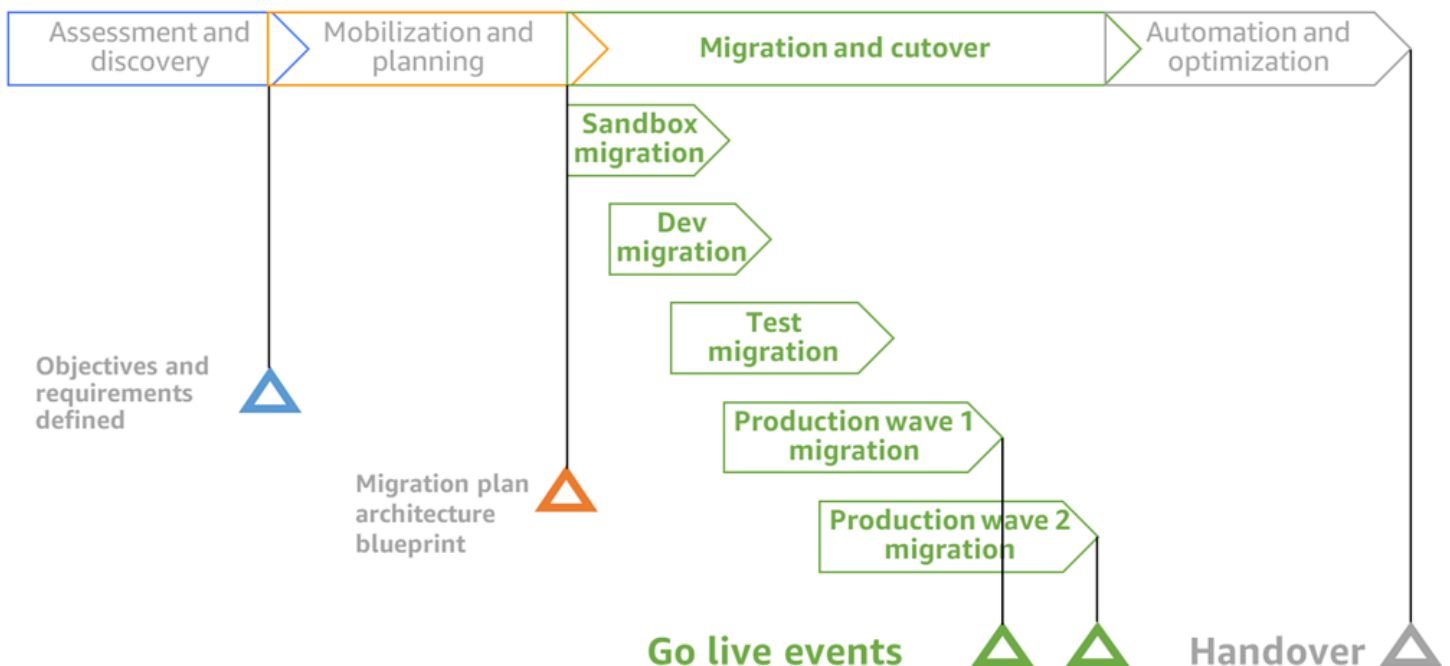 Assessment and
discovery
Mobilization and
planning
Migration and cutover
Automation and
optimization
Sandbox
migration
Dev
migration
Test
migration
Objectives and
requirements
defined
Production wave 1
migration
Migration plan
architecture
blueprint
Production wave 2
migration
Go live events
Handover